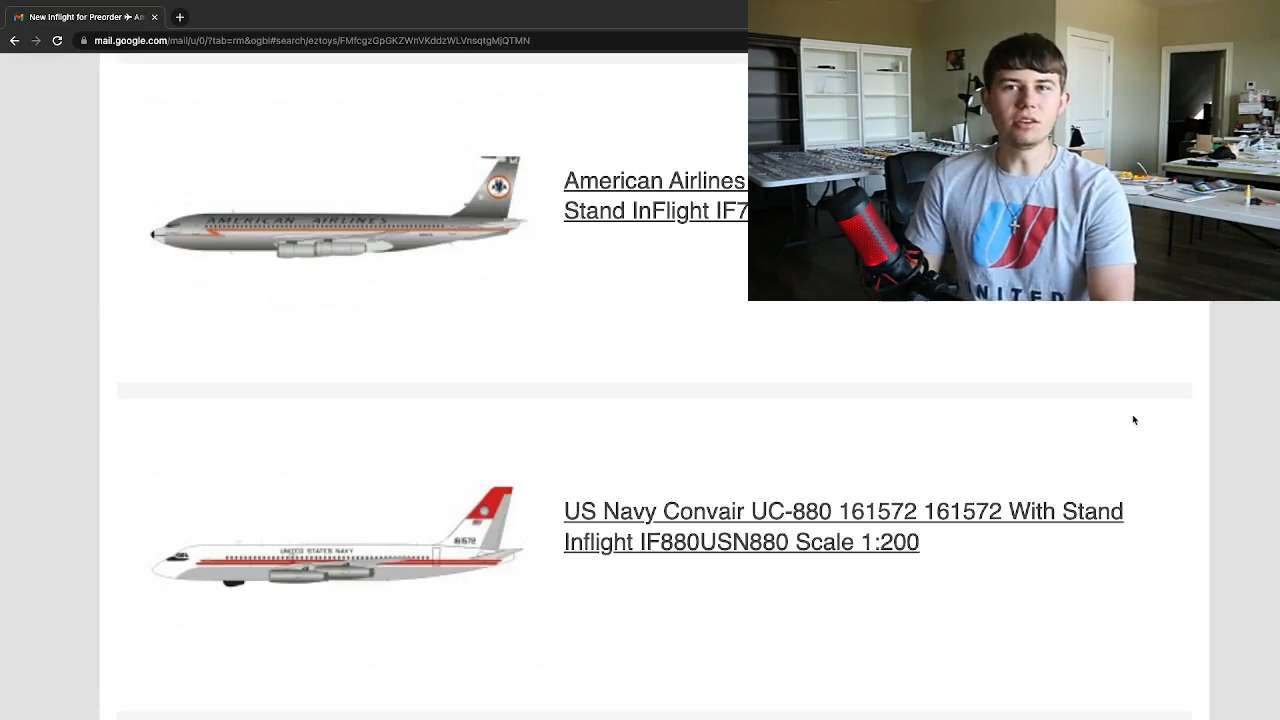 New Inflight for Preorder ✈ Am
mail.google.com/mail/u/0/?tab=rm&ogbl#search/eztoys/FMfcgzGpGKZWnVKddzWLVnsqtgMjQTMN
American Airlines
Stand InFlight IF7
AMERICAN AIRLINES
UNITED
US Navy Convair UC-880 161572 161572 With Stand
Inflight IF880USN880 Scale 1:200
161572
UNITED STATES NAVY